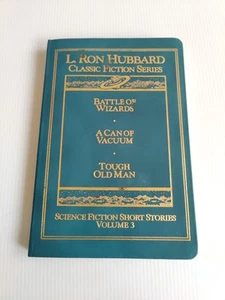 L. RON HUBBARD
CLASSIC FICTION SERIES
BATTLE OF
WIZARDS
•
A CAN OF
VACUUM
•
TOUGH
OLD MAN
SCIENCE FICTION SHORT STORIES
VOLUME 3